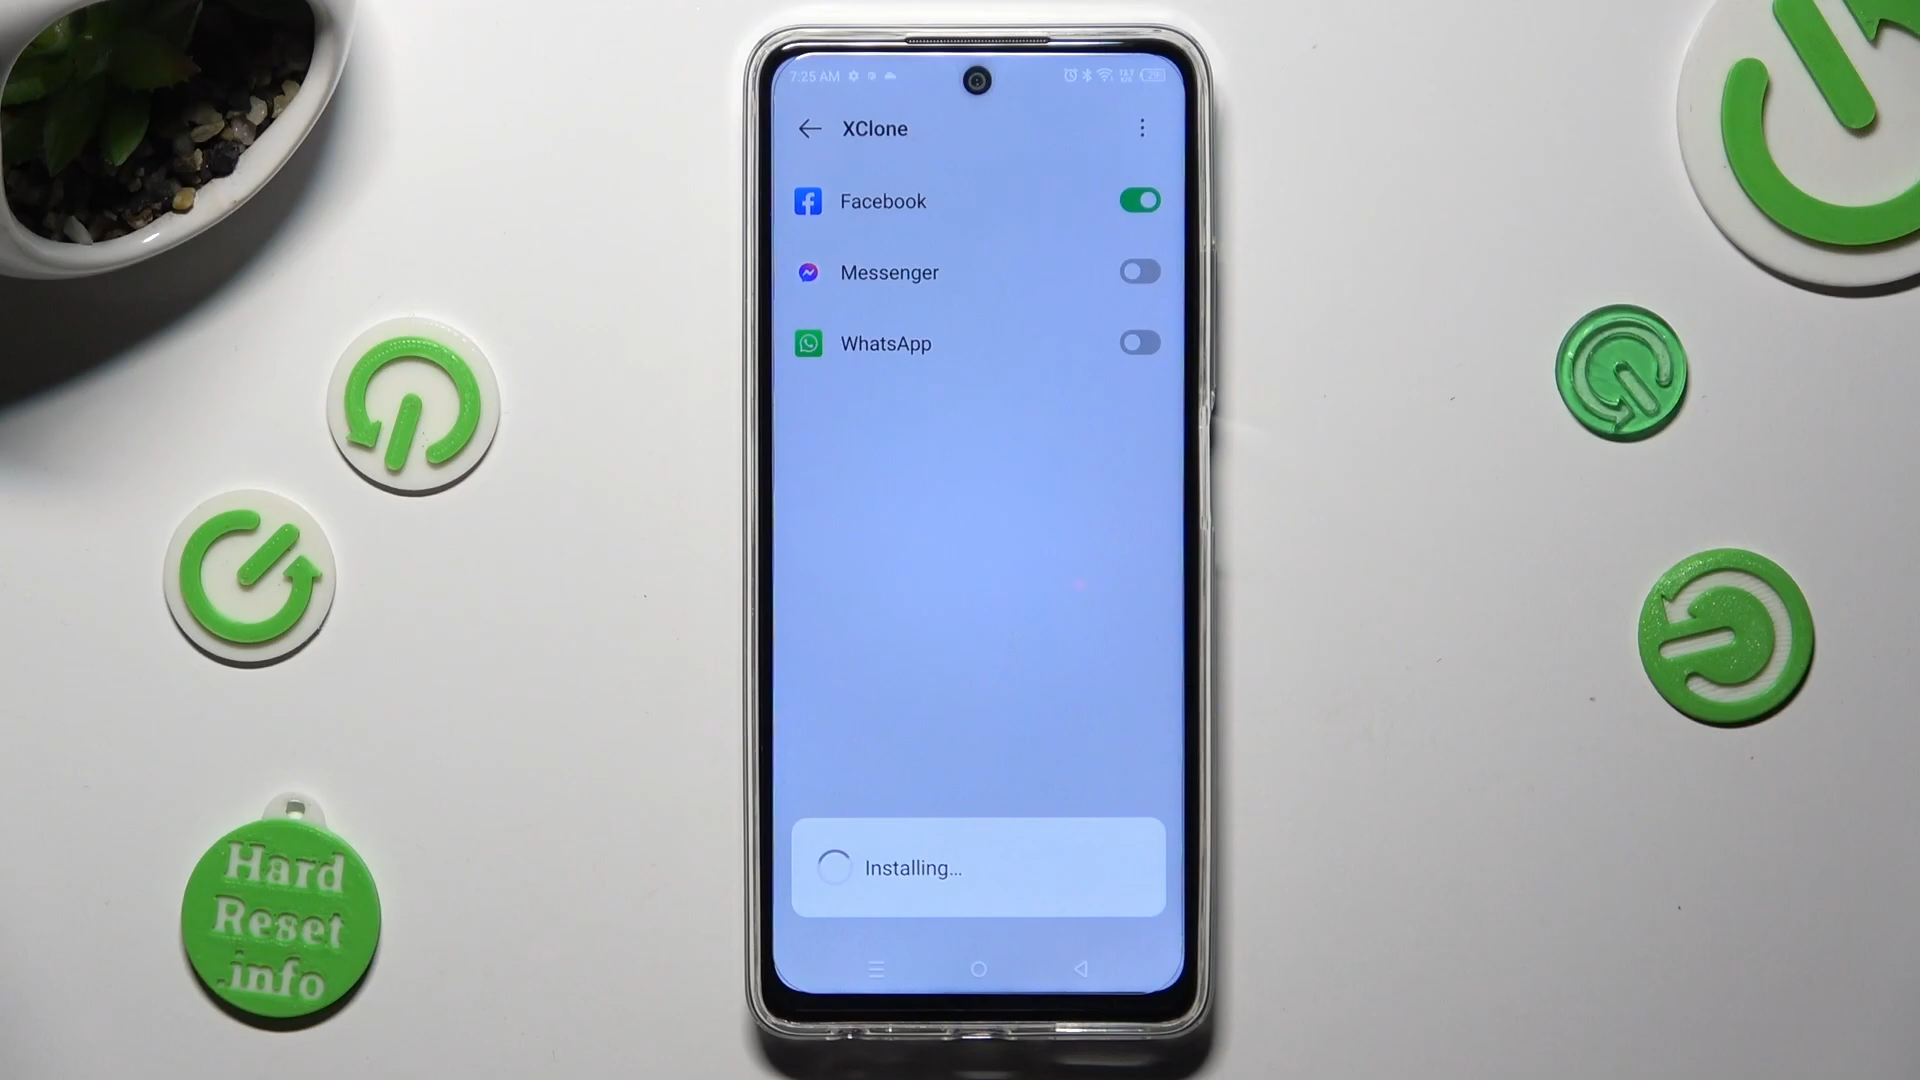 7:25 AM
XClone
Facebook
Messenger
WhatsApp
Installing...
Hard
Reset
.info